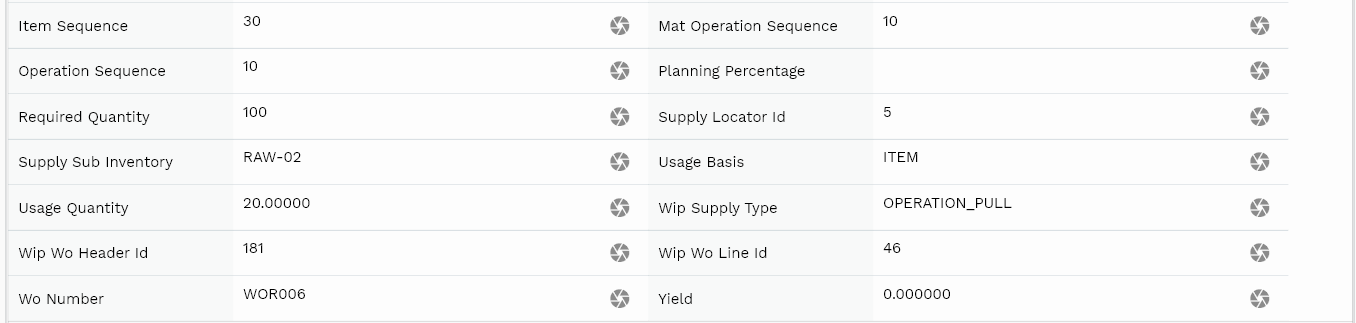 Item Sequence 30 Mat Operation Sequence 10
Operation Sequence 10 Planning Percentage
Required Quantity 100 Supply Locator Id 5
Supply Sub Inventory RAW-02 Usage Basis ITEM
Usage Quantity 20.00000 Wip Supply Type OPERATION_PULL
Wip Wo Header Id 181 Wip Wo Line Id 46
Wo Number WOR006 Yield 0.000000